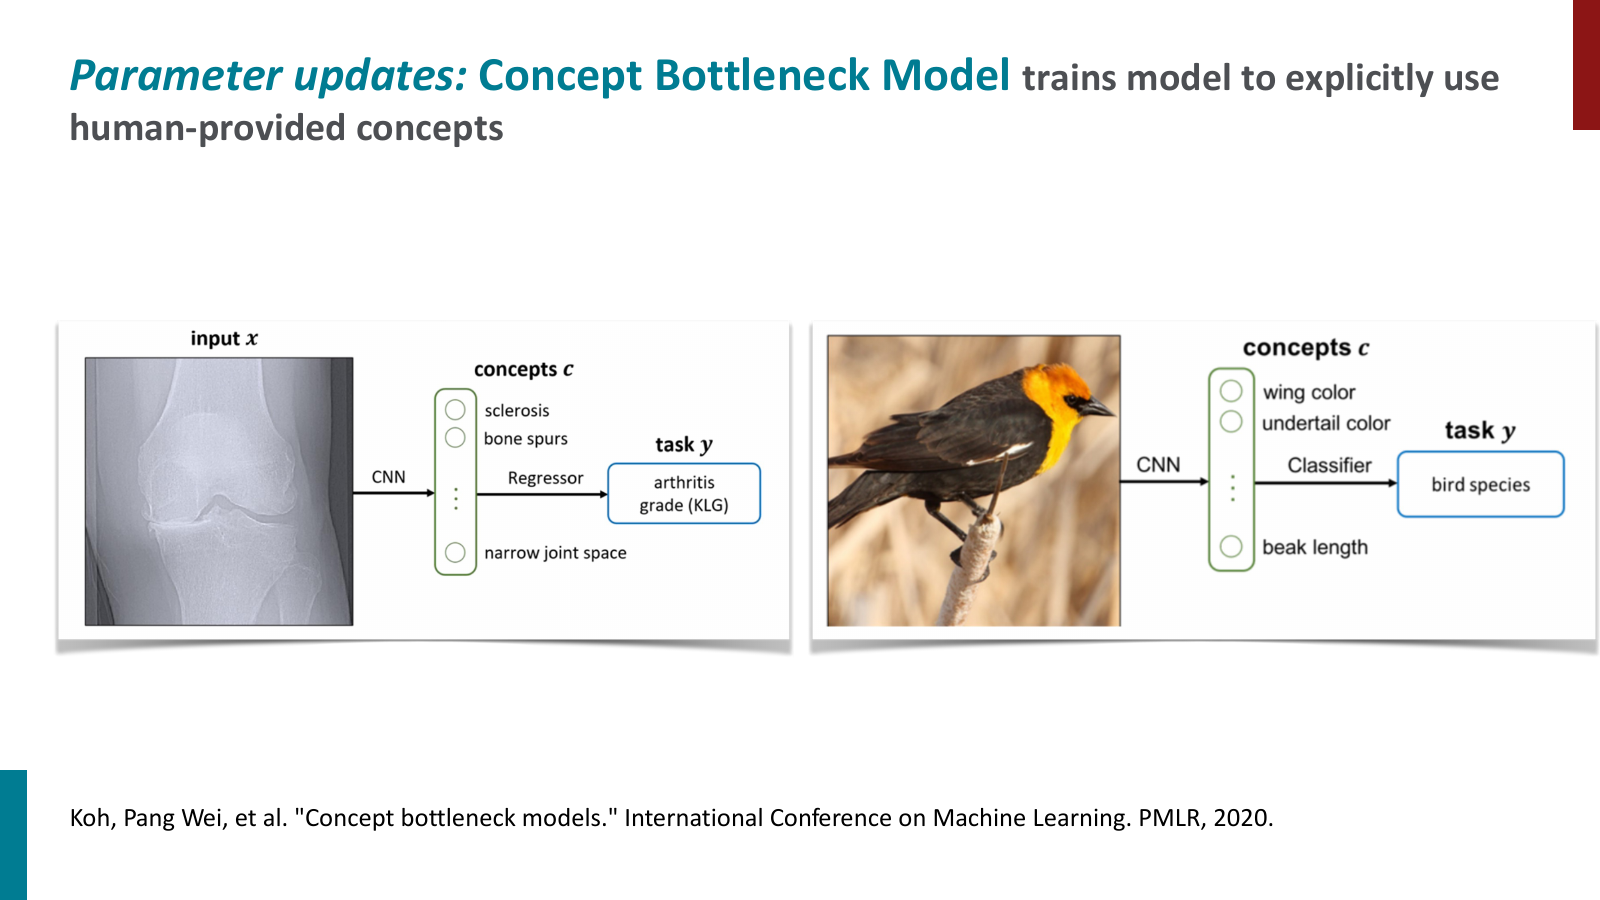 Parameter updates: Concept Bottleneck Model trains model to explicitly use
human-provided concepts
input x
concepts c
sclerosis
bone spurs
⋮
narrow joint space
CNN
Regressor
task y
arthritis
grade (KLG)
concepts c
wing color
undertail color
⋮
beak length
CNN
Classifier
task y
bird species
Koh, Pang Wei, et al. "Concept bottleneck models." International Conference on Machine Learning. PMLR, 2020.